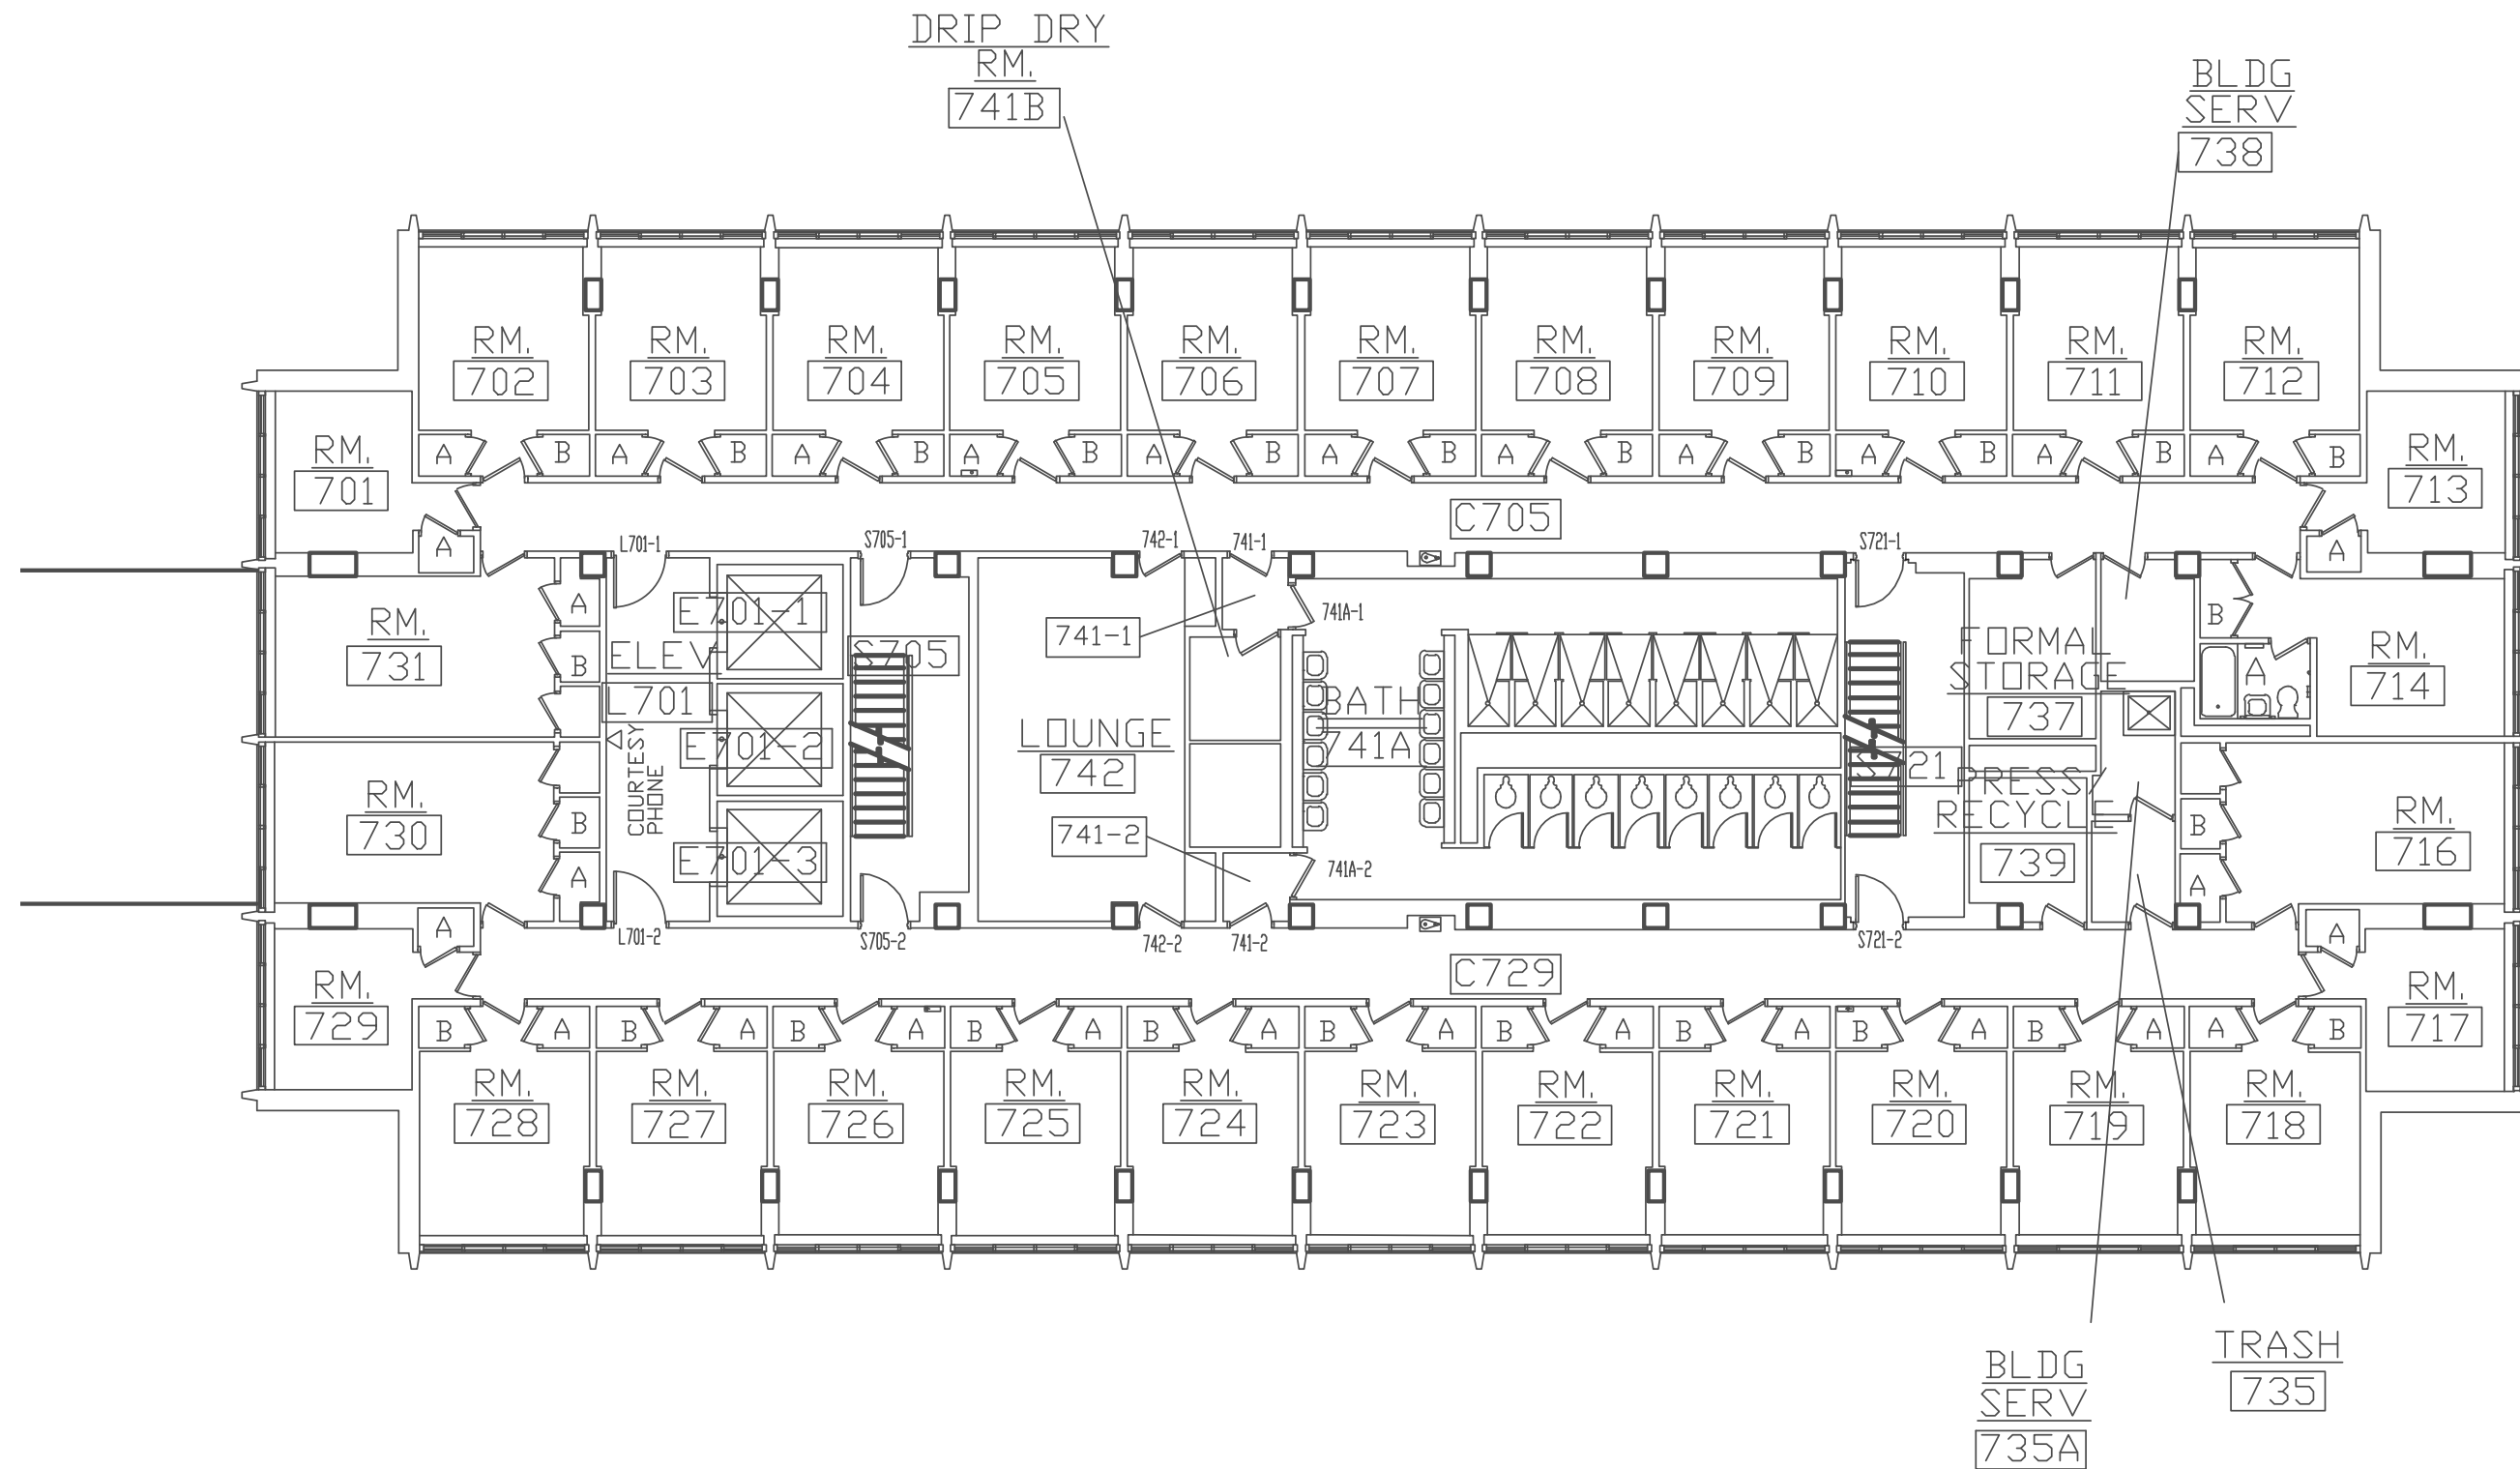 DRIP DRY
RM.
741B
BLDG
SERV
738
RM.
702
RM.
703
RM.
704
RM.
705
RM.
706
RM.
707
RM.
708
RM.
709
RM.
710
RM.
711
RM.
712
RM.
701
A
B
A
B
A
B
A
B
A
B
A
B
A
B
A
B
A
B
A
B
A
B
RM.
713
A
C705
A
L701-1
S705-1
742-1
741-1
S721-1
RM.
731
A
B
E701-1
ELEV
L701
S705
741-1
741A-1
BATH
741A
FORMAL
STORAGE
737
B
A
RM.
714
E701-2
LOUNGE
742
COURTESY
PHONE
S721
PRESS/
RECYCLE
739
RM.
730
B
A
E701-3
741-2
741A-2
B
A
RM.
716
L701-2
S705-2
742-2
741-2
S721-2
A
A
RM.
729
C729
RM.
717
B
A
B
A
B
A
B
A
B
A
B
A
B
A
B
A
B
A
B
A
A
B
RM.
728
RM.
727
RM.
726
RM.
725
RM.
724
RM.
723
RM.
722
RM.
721
RM.
720
RM.
719
RM.
718
BLDG
SERV
735A
TRASH
735